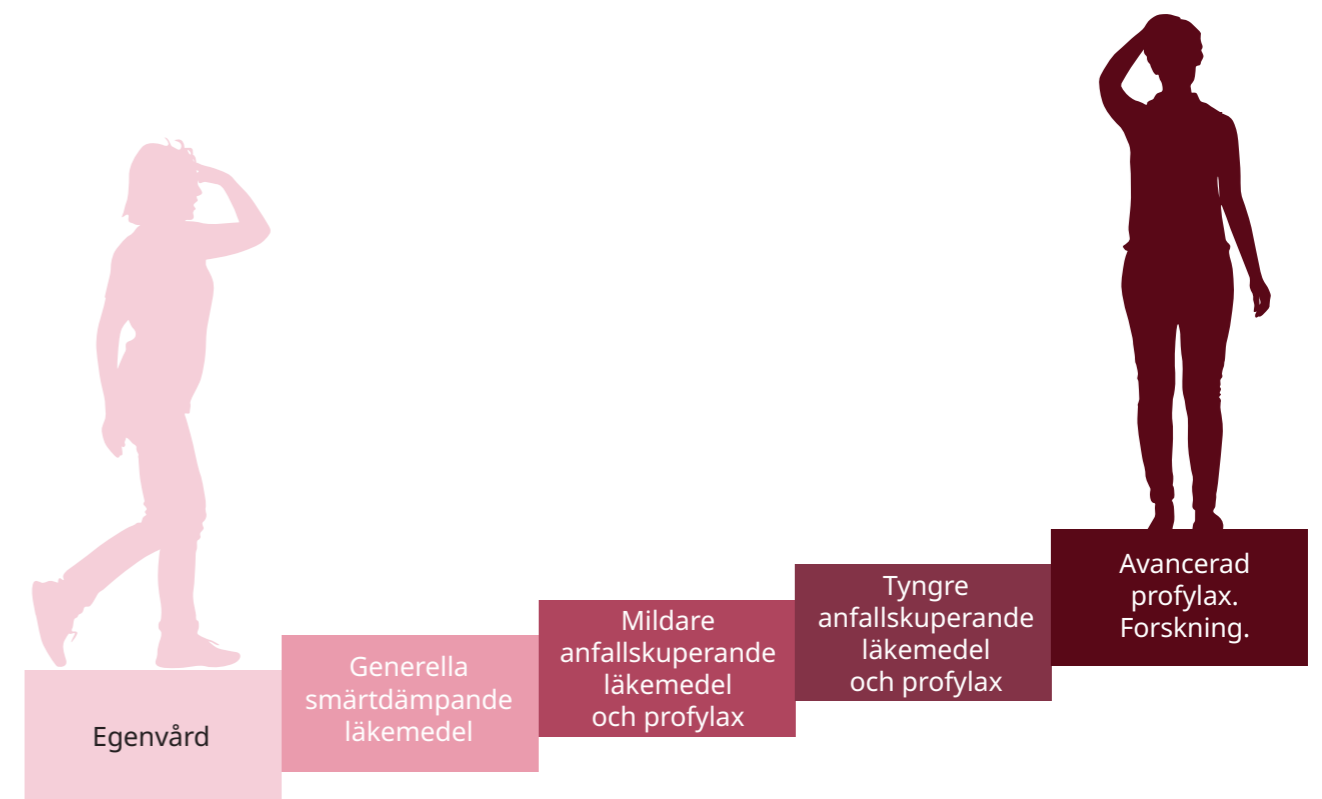 Egenvård
Generella
smärtdämpande
läkemedel
Mildare
anfallskuperande
läkemedel
och profylax
Tyngre
anfallskuperande
läkemedel
och profylax
Avancerad
profylax.
Forskning.